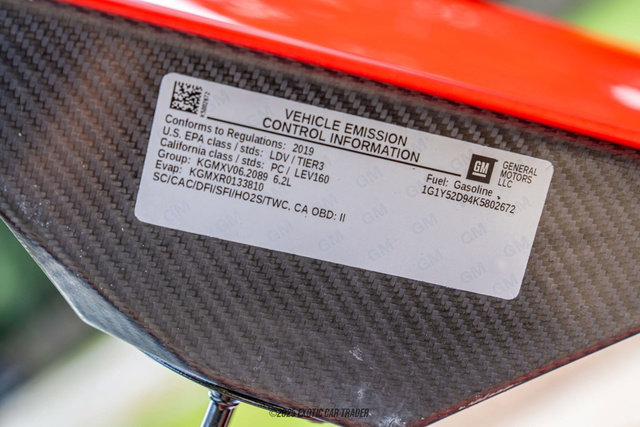 K5802672
VEHICLE EMISSION
CONTROL INFORMATION
Conforms to Regulations: 2019
U.S. EPA class / stds: LDV / TIER3
California class / stds: PC / LEV160
Group: KGMXV06.2089 6.2L
Evap: KGMXR0133810
SC/CAC/DFI/SFI/HO2S/TWC, CA OBD: II
GM
GENERAL
MOTORS
LLC
Fuel: Gasoline
1G1Y52D94K5802672
©2025 EXOTIC CAR TRADER